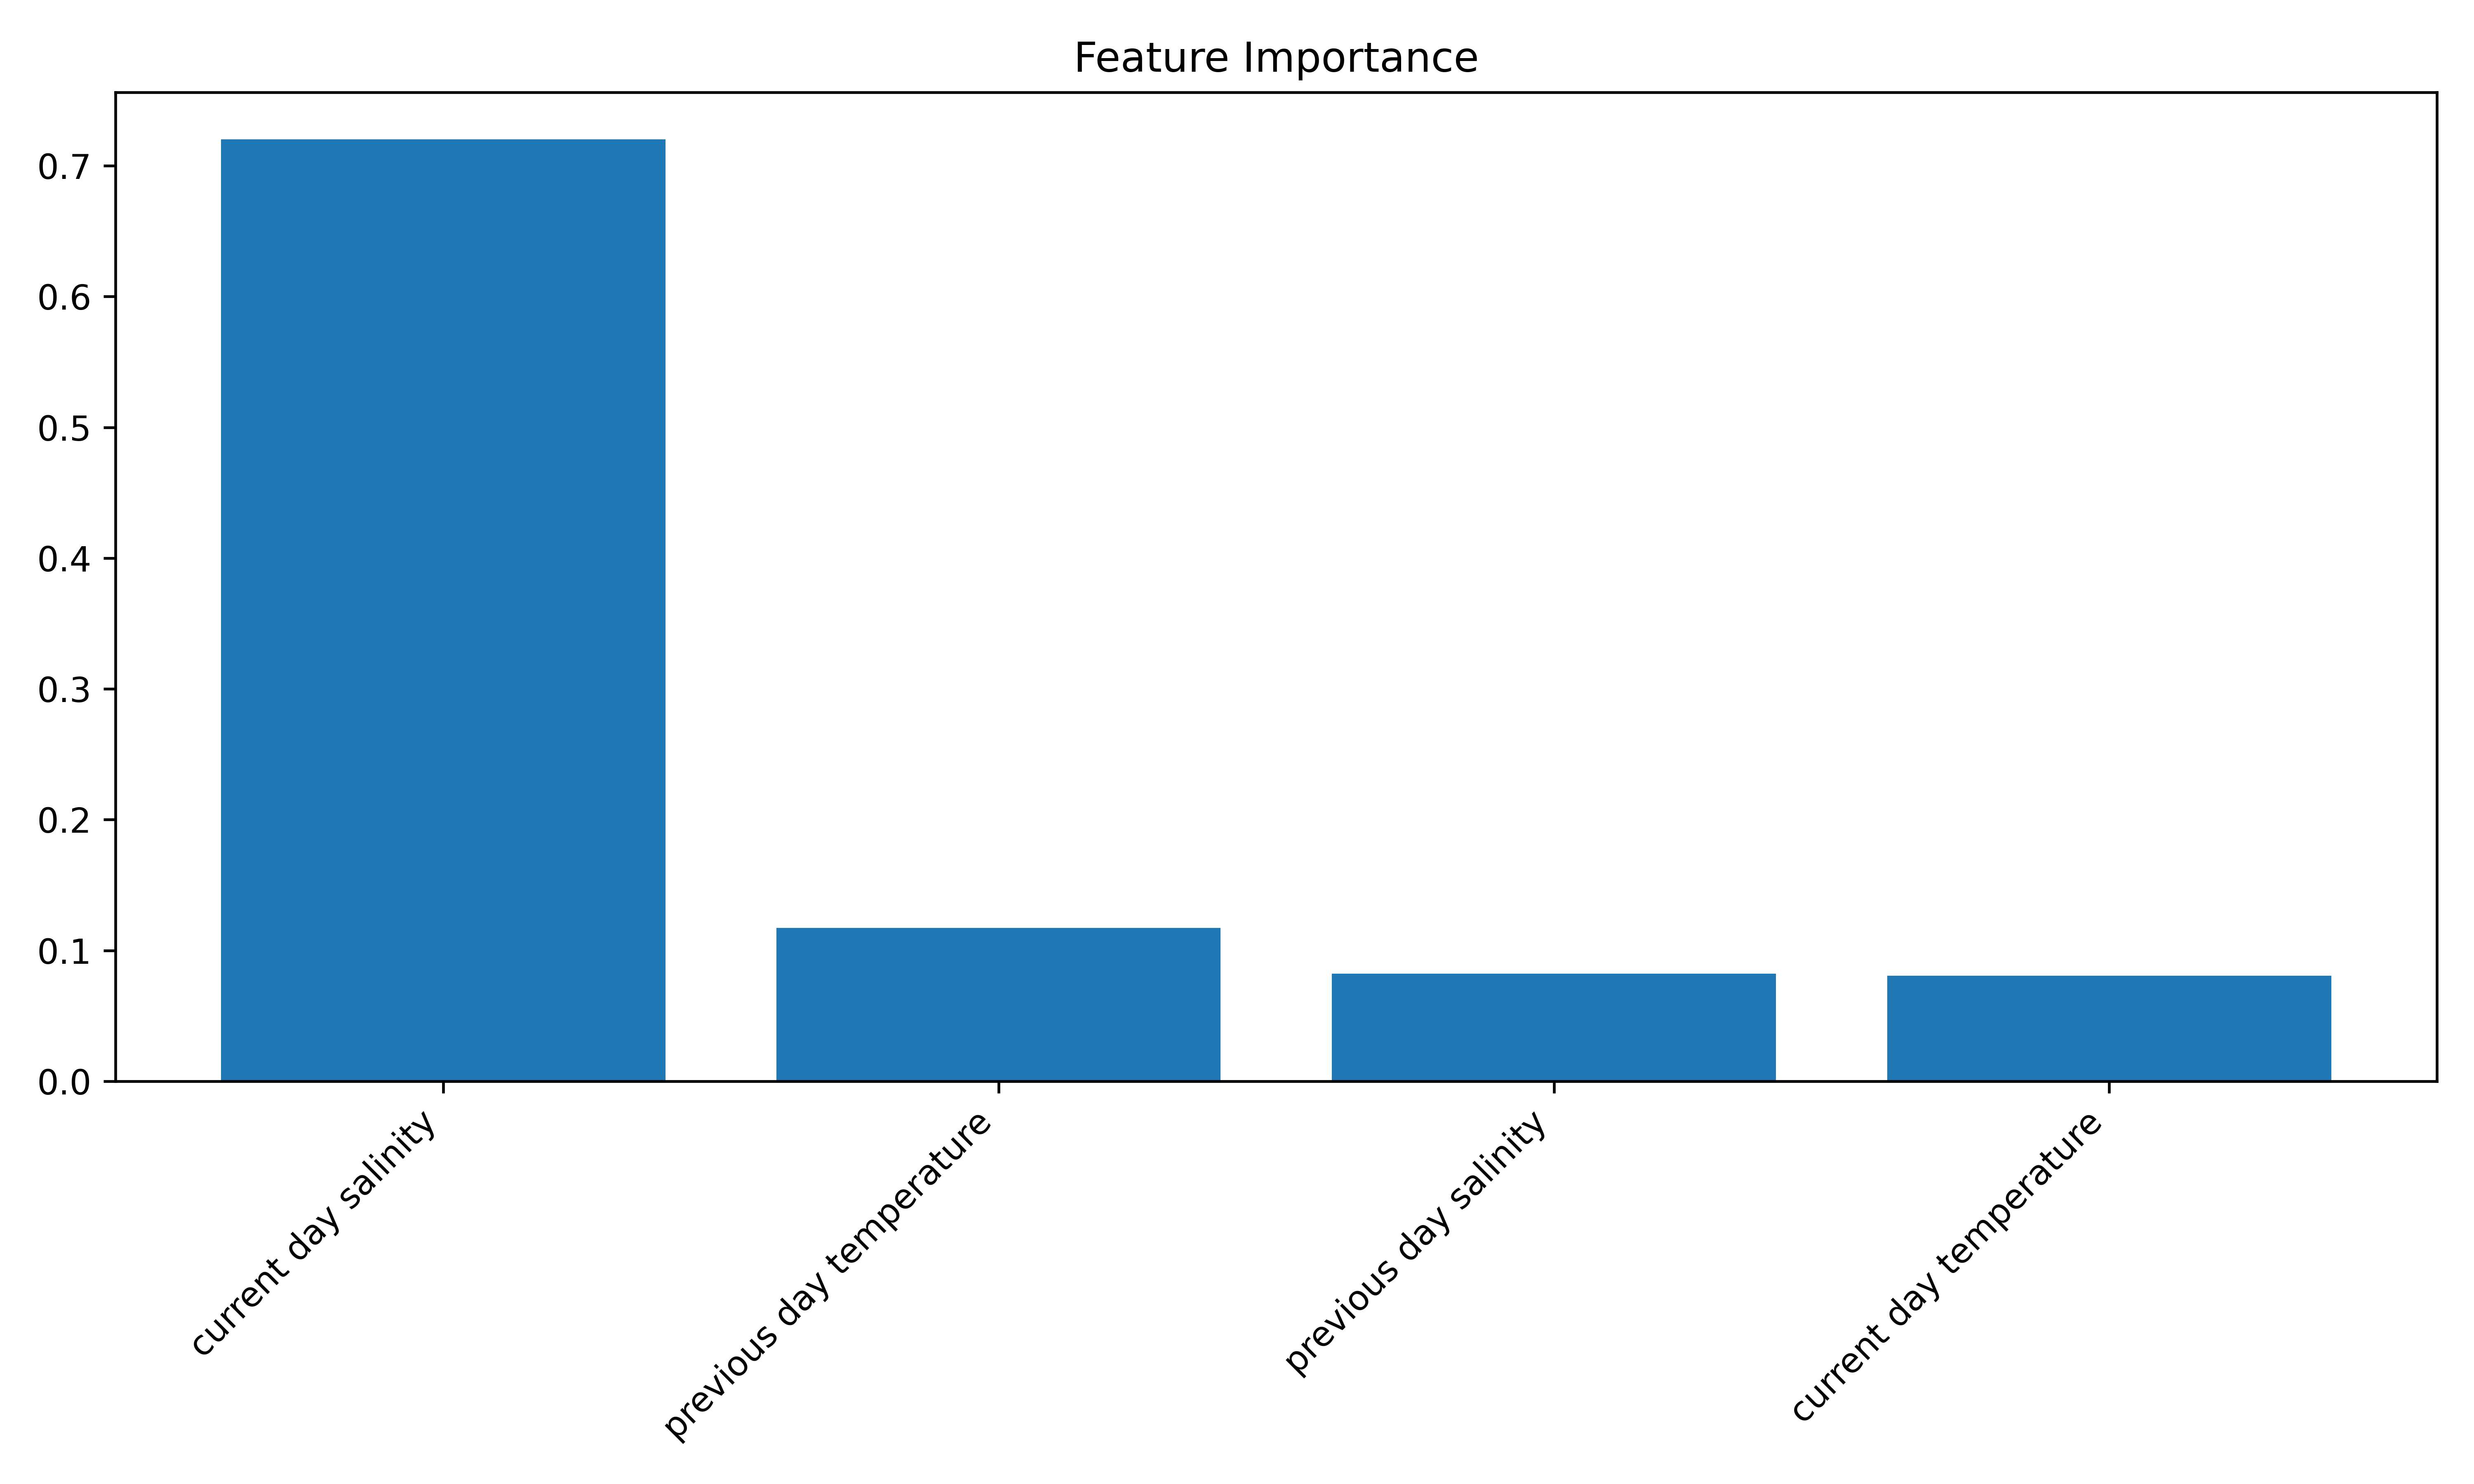 Feature Importance
0.7
0.6
0.5
0.4
0.3
0.2
0.1
0.0
current day salinity
previous day temperature
previous day salinity
current day temperature